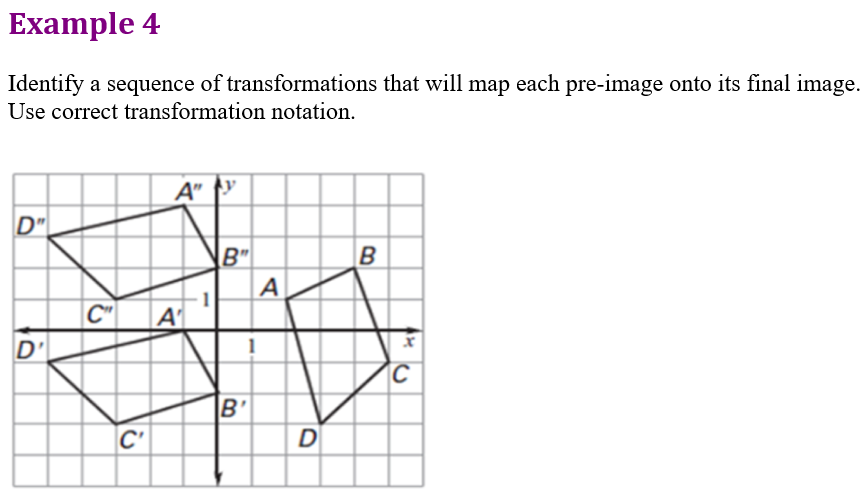 Example 4
Identify a sequence of transformations that will map each pre-image onto its final image.
Use correct transformation notation.
A" y
D"
B" B
A
1
C" A'
D' 1 x
C
B'
C' D